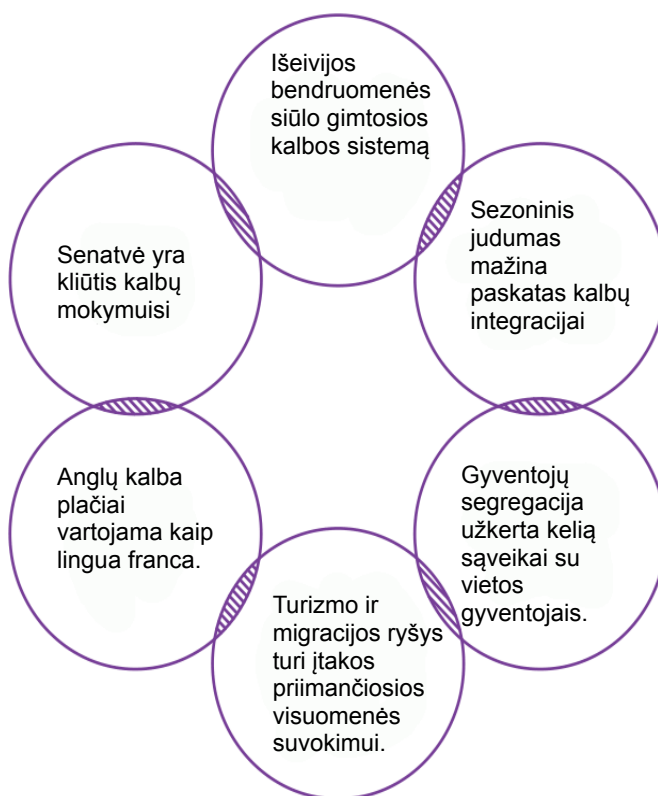 Išeivijos
bendruomenės
siūlo gimtosios
kalbos sistemą
Sezoninis
judumas
mažina
paskatas kalbų
integracijai
Gyventojų
segregacija
užkerta kelią
sąveikai su
vietos
gyventojais.
Turizmo ir
migracijos ryšys
turi įtakos
priimančiosios
visuomenės
suvokimui.
Anglų kalba
plačiai
vartojama kaip
lingua franca.
Senatvė yra
kliūtis kalbų
mokymuisi